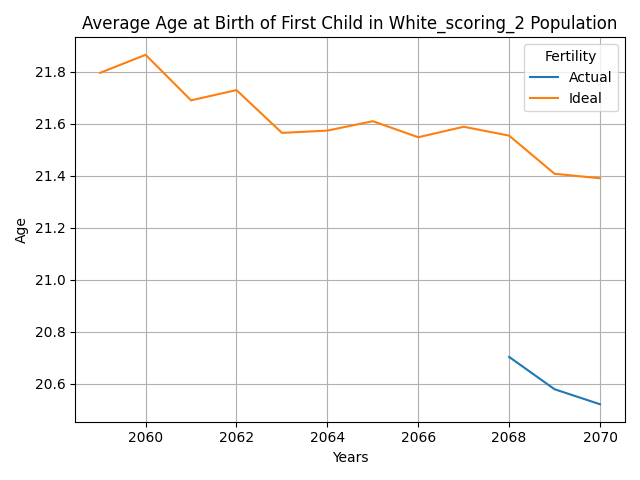 Average Age at Birth of First Child in White_scoring_2 Population
Fertility
Actual
Ideal
21.8
21.6
21.4
21.2
21.0
20.8
20.6
Age
2060 2062 2064 2066 2068 2070
Years